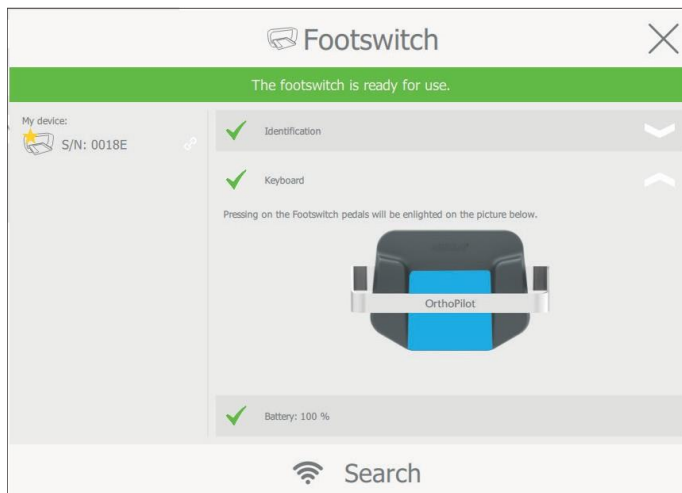 Footswitch
The footswitch is ready for use.
My device:
S/N: 0018E
Identification
Keyboard
Pressing on the Footswitch pedals will be enlighted on the picture below.
OrthoPilot
Battery: 100 %
Search